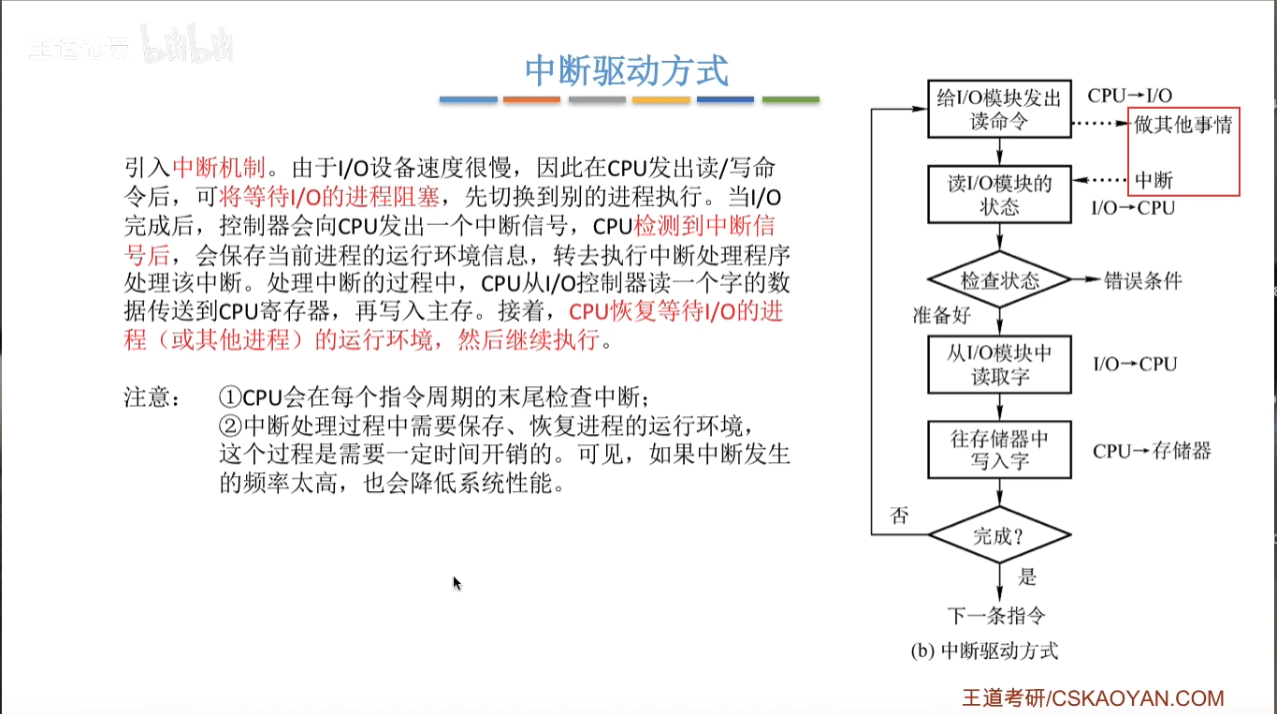 王道论坛 bilibili
中断驱动方式
引入中断机制。由于I/O设备速度很慢，因此在CPU发出读/写命
令后，可将等待I/O的进程阻塞，先切换到别的进程执行。当I/O
完成后，控制器会向CPU发出一个中断信号，CPU检测到中断信
号后，会保存当前进程的运行环境信息，转去执行中断处理程序
处理该中断。处理中断的过程中，CPU从I/O控制器读一个字的数
据传送到CPU寄存器，再写入主存。接着，CPU恢复等待I/O的进
程（或其他进程）的运行环境，然后继续执行。
注意： ①CPU会在每个指令周期的末尾检查中断；
②中断处理过程中需要保存、恢复进程的运行环境，
这个过程是需要一定时间开销的。可见，如果中断发生
的频率太高，也会降低系统性能。
给I/O模块发出
读命令
CPU→I/O
做其他事情
读I/O模块的
状态
中断
I/O→CPU
检查状态
错误条件
准备好
从I/O模块中
读取字
I/O→CPU
往存储器中
写入字
CPU→存储器
否
完成？
是
下一条指令
(b) 中断驱动方式
王道考研/CSKAOYAN.COM